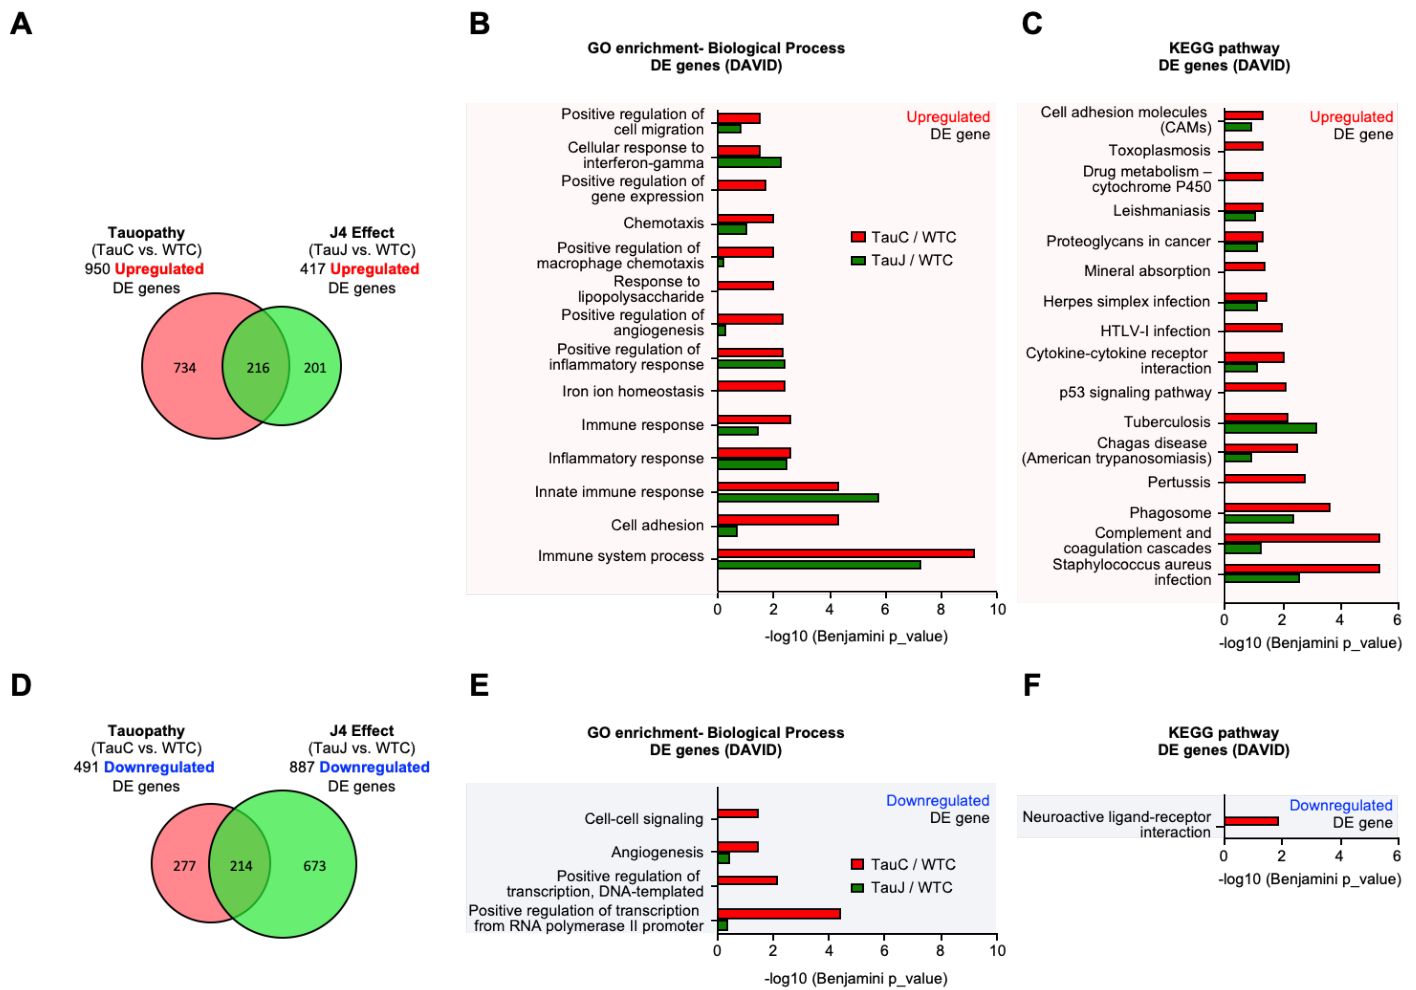 A
Tauopathy
(TauC vs. WTC)
950 Upregulated
DE genes
J4 Effect
(TauJ vs. WTC)
417 Upregulated
DE genes
734
216
201
B
GO enrichment- Biological Process
DE genes (DAVID)
Upregulated
DE gene
Positive regulation of
cell migration
Cellular response to
interferon-gamma
Positive regulation of
gene expression
Chemotaxis
Positive regulation of
macrophage chemotaxis
Response to
lipopolysaccharide
Positive regulation of
angiogenesis
Positive regulation of
inflammatory response
Iron ion homeostasis
Immune response
Inflammatory response
Innate immune response
Cell adhesion
Immune system process
TauC / WTC
TauJ / WTC
0 2 4 6 8 10
-log10 (Benjamini p_value)
C
KEGG pathway
DE genes (DAVID)
Upregulated
DE gene
Cell adhesion molecules
(CAMs)
Toxoplasmosis
Drug metabolism –
cytochrome P450
Leishmaniasis
Proteoglycans in cancer
Mineral absorption
Herpes simplex infection
HTLV-I infection
Cytokine-cytokine receptor
interaction
p53 signaling pathway
Tuberculosis
Chagas disease
(American trypanosomiasis)
Pertussis
Phagosome
Complement and
coagulation cascades
Staphylococcus aureus
infection
0 2 4 6
-log10 (Benjamini p_value)
D
Tauopathy
(TauC vs. WTC)
491 Downregulated
DE genes
J4 Effect
(TauJ vs. WTC)
887 Downregulated
DE genes
277
214
673
E
GO enrichment- Biological Process
DE genes (DAVID)
Downregulated
DE gene
Cell-cell signaling
Angiogenesis
Positive regulation of
transcription, DNA-templated
Positive regulation of transcription
from RNA polymerase II promoter
TauC / WTC
TauJ / WTC
0 2 4 6 8 10
-log10 (Benjamini p_value)
F
KEGG pathway
DE genes (DAVID)
Downregulated
DE gene
Neuroactive ligand-receptor
interaction
0 2 4 6
-log10 (Benjamini p_value)